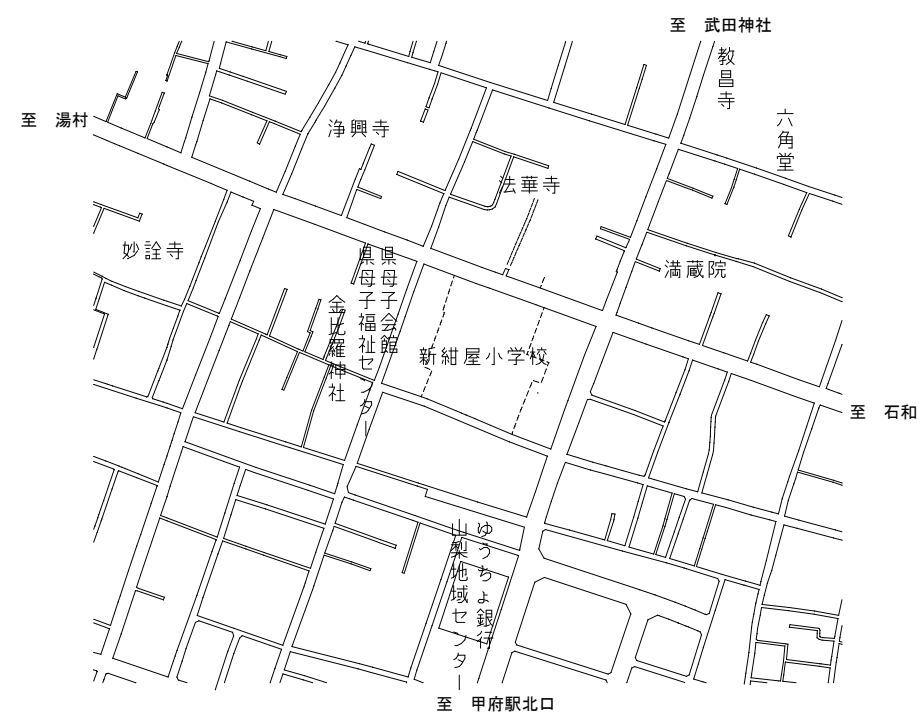 至　武田神社
教昌寺
六角堂
至　湯村
浄興寺
法華寺
妙詮寺
満蔵院
県母子会館
県母子福祉センター
金比羅神社
新紺屋小学校
至　石和
ゆうちょ銀行
山梨地域センター
至　甲府駅北口